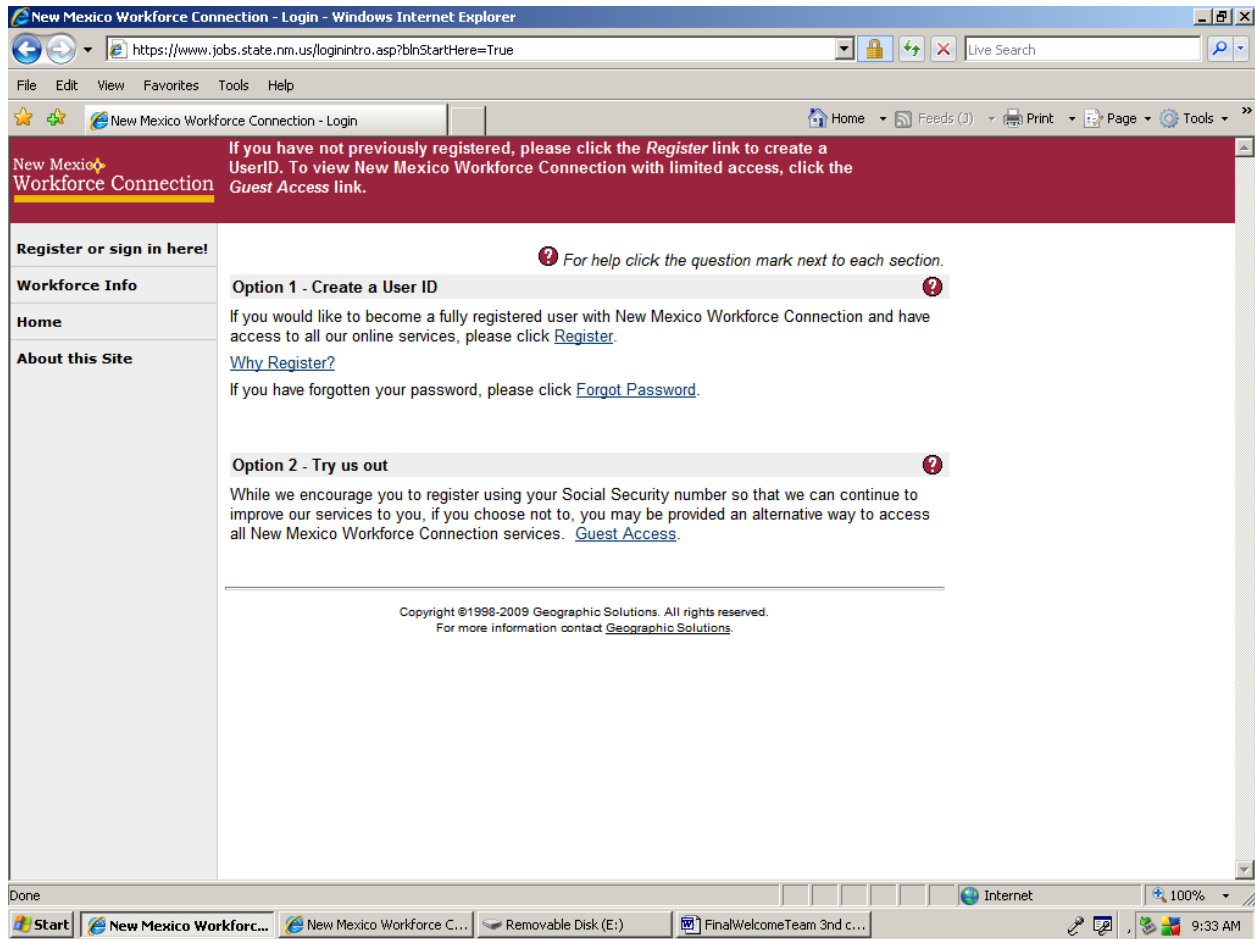 New Mexico Workforce Connection - Login - Windows Internet Explorer
https://www.jobs.state.nm.us/loginintro.asp?blnStartHere=True
Live Search
File Edit View Favorites Tools Help
New Mexico Workforce Connection - Login
Home Feeds (J) Print Page Tools »
New Mexico
Workforce Connection
If you have not previously registered, please click the Register link to create a
UserID. To view New Mexico Workforce Connection with limited access, click the
Guest Access link.
Register or sign in here!
Workforce Info
Home
About this Site
? For help click the question mark next to each section.
Option 1 - Create a User ID ?
If you would like to become a fully registered user with New Mexico Workforce Connection and have
access to all our online services, please click Register.
Why Register?
If you have forgotten your password, please click Forgot Password.
Option 2 - Try us out ?
While we encourage you to register using your Social Security number so that we can continue to
improve our services to you, if you choose not to, you may be provided an alternative way to access
all New Mexico Workforce Connection services. Guest Access.
Copyright ©1998-2009 Geographic Solutions. All rights reserved.
For more information contact Geographic Solutions.
Done Internet 100%
Start New Mexico Workforc... New Mexico Workforce C... Removable Disk (E:) FinalWelcomeTeam 3nd c... , 9:33 AM